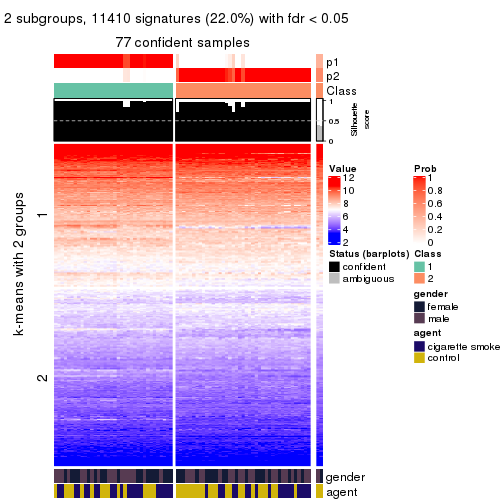 2 subgroups, 11410 signatures (22.0%) with fdr < 0.05
77 confident samples
p1
p2
Class
1
0.5
0
Silhouette
score
k-means with 2 groups
1
2
Value
12
10
8
6
4
2
Prob
1
0.8
0.6
0.4
0.2
0
Status (barplots)
confident
ambiguous
Class
1
2
gender
female
male
agent
cigarette smoke
control
gender
agent